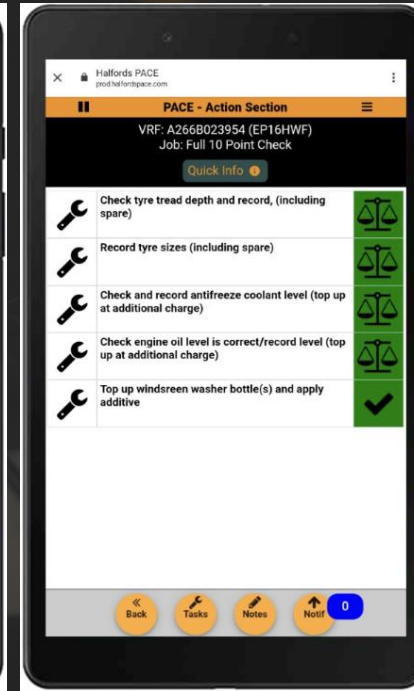 Halfords PACE
prod.halfordspace.com
PACE - Action Section
VRF: A266B023954 (EP16HWF)
Job: Full 10 Point Check
Quick Info
Check tyre tread depth and record, (including
spare)
Record tyre sizes (including spare)
Check and record antifreeze coolant level (top up
at additional charge)
Check engine oil level is correct/record level (top
up at additional charge)
Top up windsreen washer bottle(s) and apply
additive
Back
Tasks
Notes
Notif
0